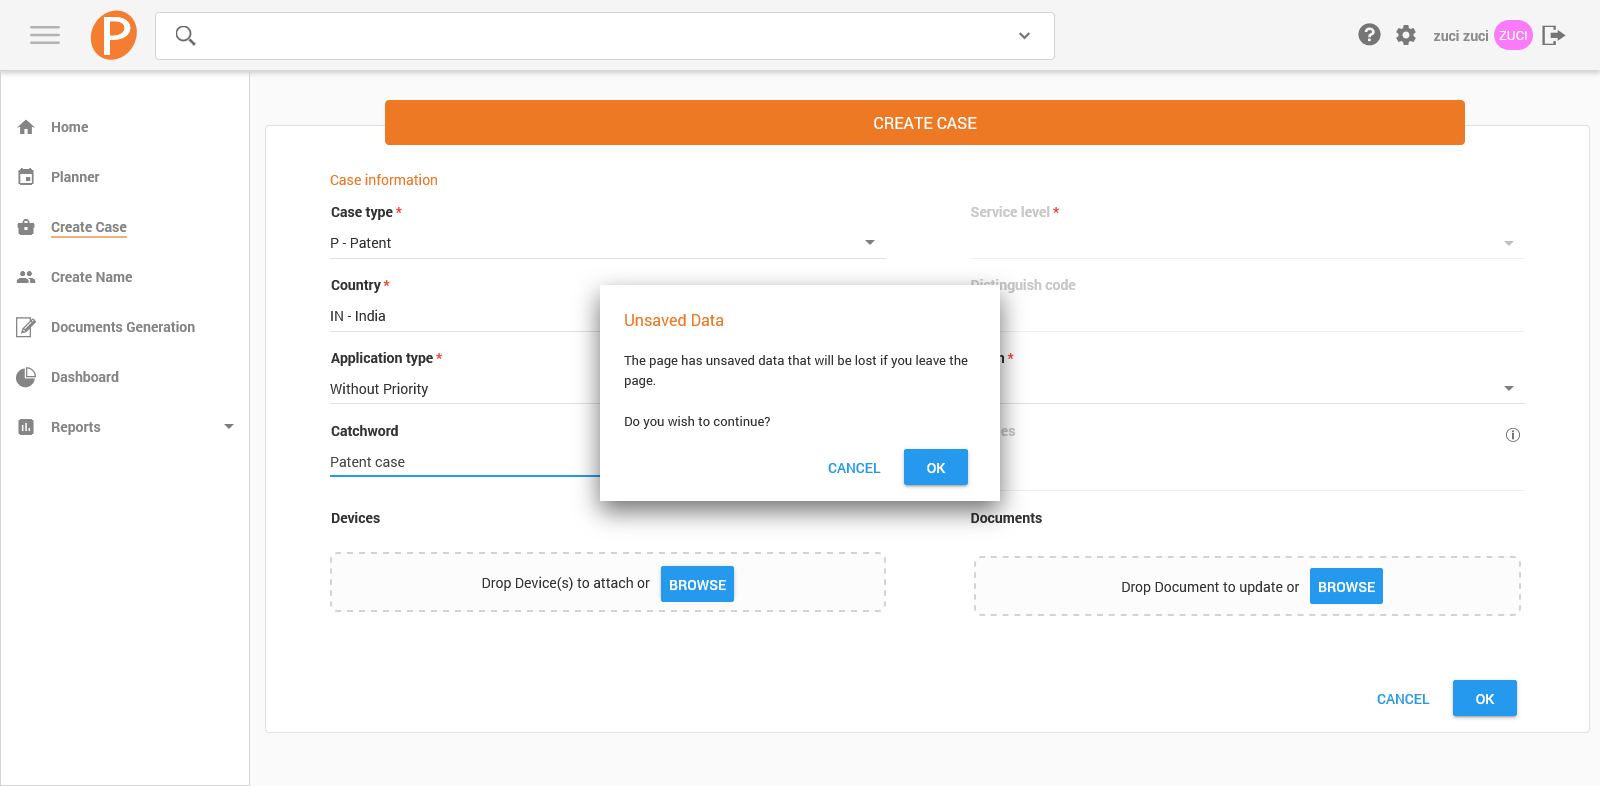 P
zuci zuci
ZUCI
Home
Planner
Create Case
Create Name
Documents Generation
Dashboard
Reports
CREATE CASE
Case information
Case type *
P - Patent
Service level *
Country *
IN - India
Distinguish code
Application type *
Without Priority
Catchword
Patent case
Unsaved Data
The page has unsaved data that will be lost if you leave the
page.
Do you wish to continue?
CANCEL
OK
Devices
Drop Device(s) to attach or
BROWSE
Documents
Drop Document to update or
BROWSE
CANCEL
OK